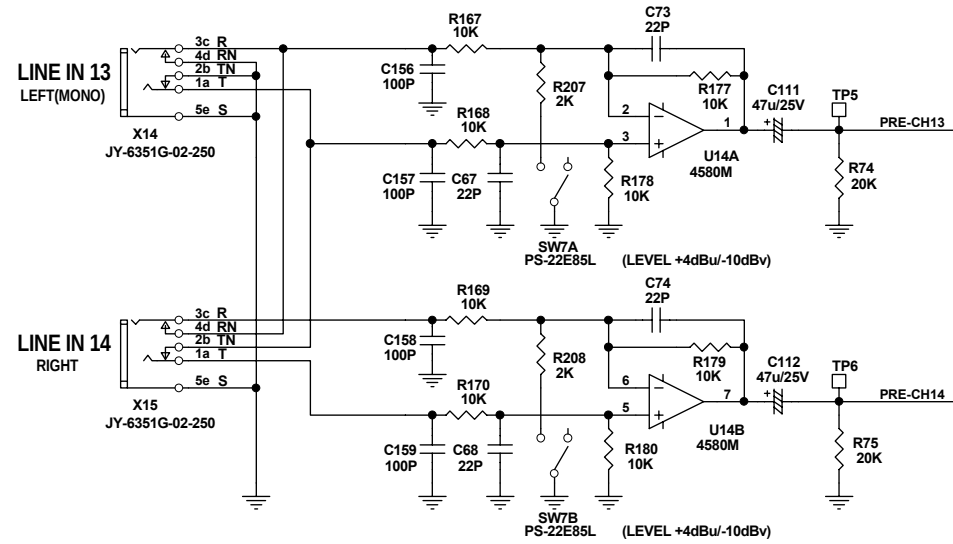 LINE IN 13
LEFT(MONO)
3c R
4d RN
2b TN
1a T
5e S
X14
JY-6351G-02-250
R167
10K
C156
100P
R168
10K
C157
100P
C67
22P
R207
2K
SW7A
PS-22E85L
(LEVEL +4dBu/-10dBv)
R178
10K
C73
22P
R177
10K
2
3
1
U14A
4580M
C111
47u/25V
+
TP5
PRE-CH13
R74
20K
LINE IN 14
RIGHT
3c R
4d RN
2b TN
1a T
5e S
X15
JY-6351G-02-250
R169
10K
C158
100P
R170
10K
C159
100P
C68
22P
R208
2K
SW7B
PS-22E85L
(LEVEL +4dBu/-10dBv)
R180
10K
C74
22P
R179
10K
6
5
7
U14B
4580M
C112
47u/25V
+
TP6
PRE-CH14
R75
20K